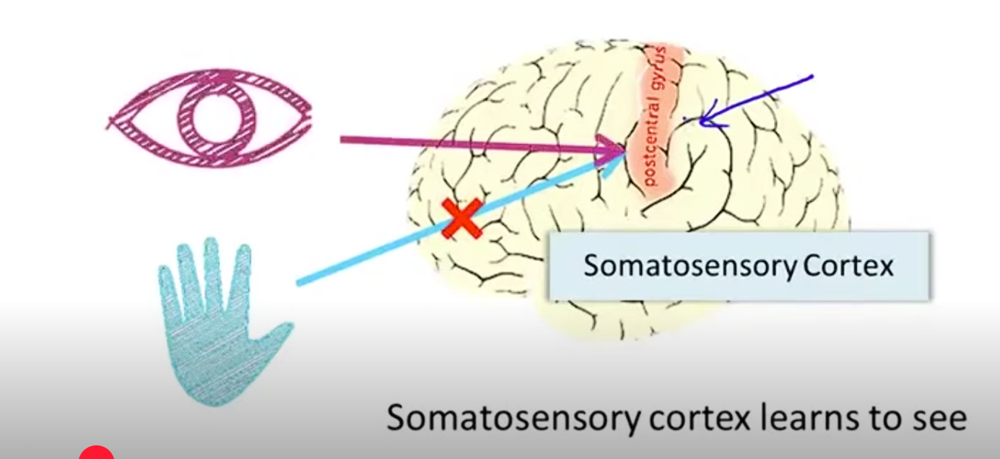 postcentral gyrus
Somatosensory Cortex
Somatosensory cortex learns to see